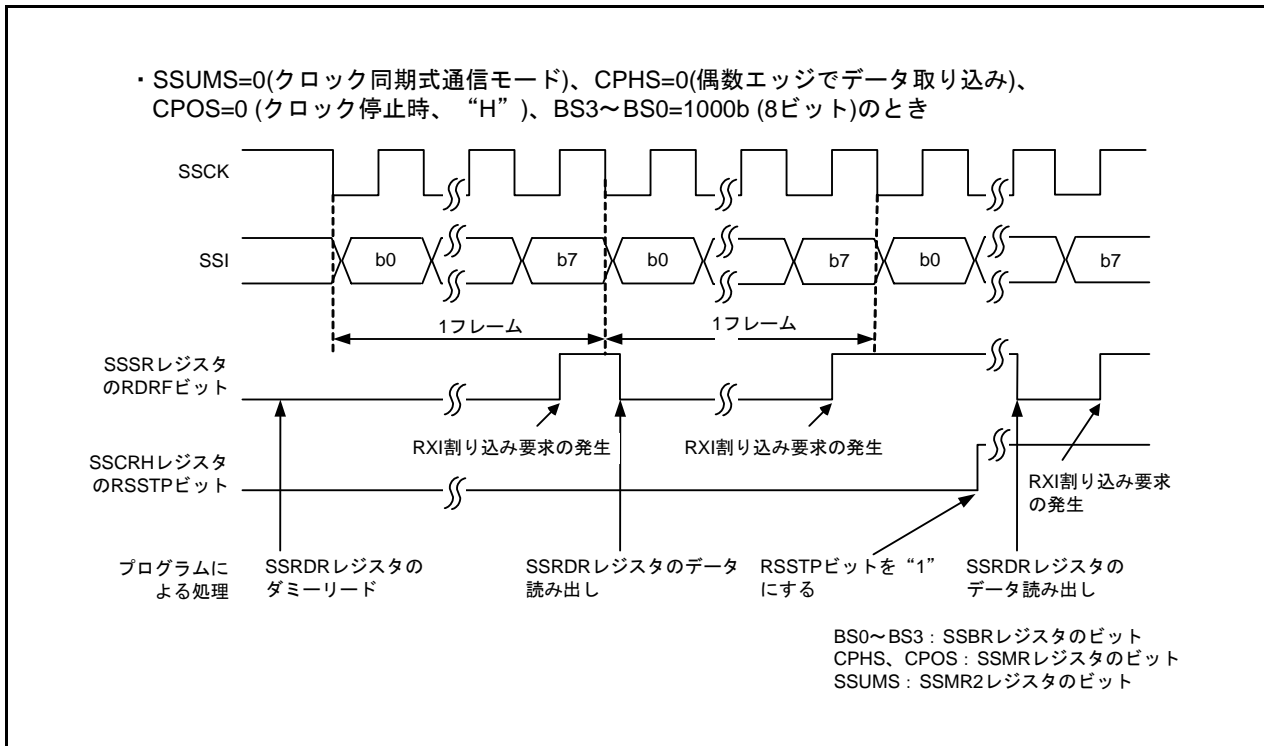 ・SSUMS=0(クロック同期式通信モード)、CPHS=0(偶数エッジでデータ取り込み)、
CPOS=0 (クロック停止時、“H”)、BS3～BS0=1000b (8ビット)のとき
SSCK
SSI
b0
b7
b0
b7
b0
b7
1フレーム
1フレーム
SSSRレジスタ
のRDRFビット
RXI割り込み要求の発生
RXI割り込み要求の発生
RXI割り込み要求
の発生
SSCRHレジスタ
のRSSTPビット
プログラムに
よる処理
SSRDRレジスタの
ダミーリード
SSRDRレジスタのデータ
読み出し
RSSTPビットを“1”
にする
SSRDRレジスタの
データ読み出し
BS0～BS3：SSBRレジスタのビット
CPHS、CPOS：SSMRレジスタのビット
SSUMS：SSMR2レジスタのビット